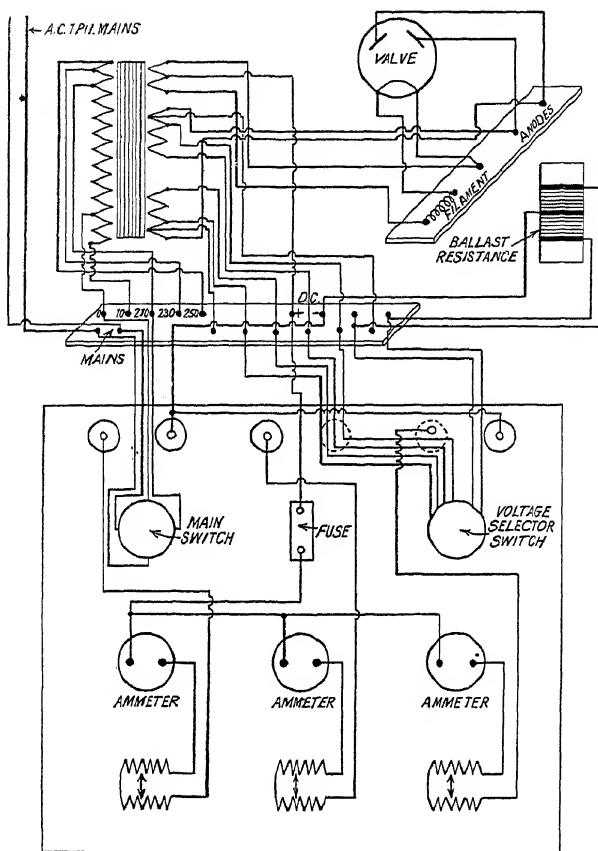 A.C. 1.PH. MAINS
VALVE
ANODES
FILAMENT
BALLAST
RESISTANCE
D.C.
0 10 210 230 250 - +
MAINS
MAIN
SWITCH
FUSE
VOLTAGE
SELECTOR
SWITCH
AMMETER AMMETER AMMETER